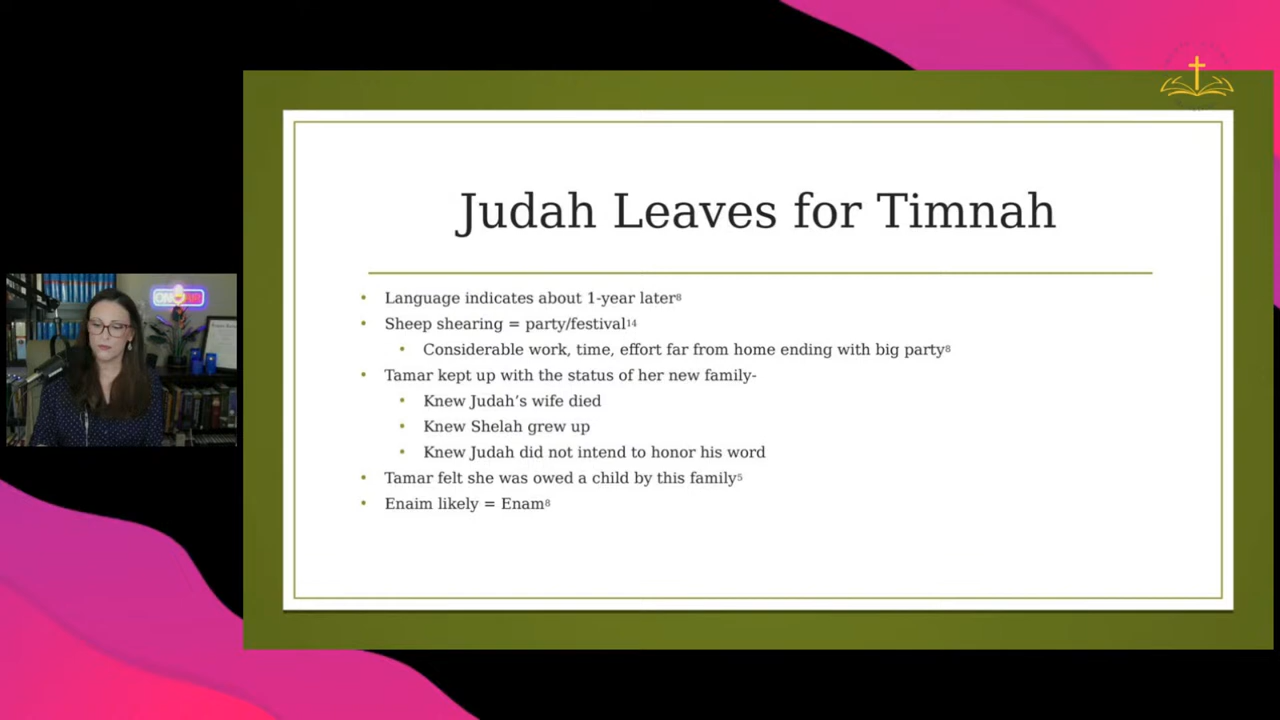 Judah Leaves for Timnah
• Language indicates about 1-year later⁸
• Sheep shearing = party/festival¹⁴
• Considerable work, time, effort far from home ending with big party⁸
• Tamar kept up with the status of her new family-
• Knew Judah’s wife died
• Knew Shelah grew up
• Knew Judah did not intend to honor his word
• Tamar felt she was owed a child by this family⁵
• Enaim likely = Enam⁸